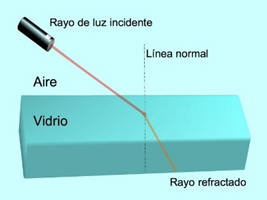 Rayo de luz incidente
Línea normal
Aire
Vidrio
Rayo refractado